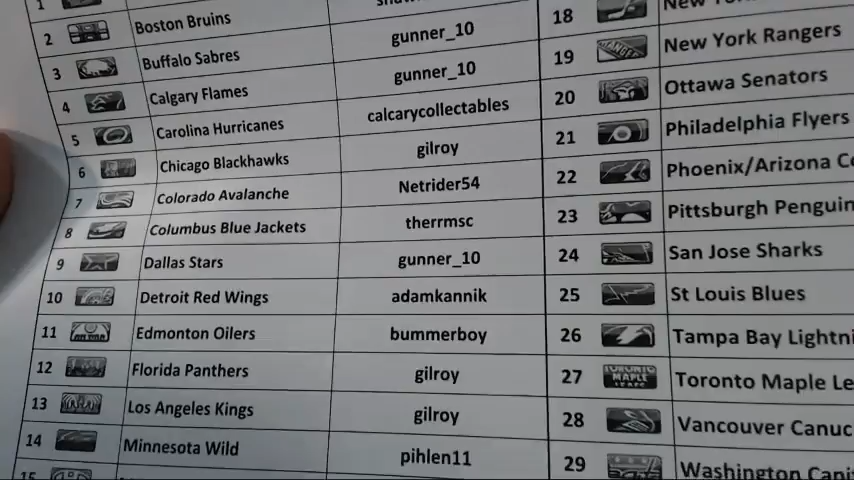 1
2 Boston Bruins
3 Buffalo Sabres gunner_10 18 New
4 Calgary Flames gunner_10 19 New York Rangers
5 Carolina Hurricanes calcarycollectables 20 Ottawa Senators
6 Chicago Blackhawks gilroy 21 Philadelphia Flyers
7 Colorado Avalanche Netrider54 22 Phoenix/Arizona Co
8 Columbus Blue Jackets therrmsc 23 Pittsburgh Penguin
9 Dallas Stars gunner_10 24 San Jose Sharks
10 Detroit Red Wings adamkannik 25 St Louis Blues
11 Edmonton Oilers bummerboy 26 Tampa Bay Lightni
12 Florida Panthers gilroy 27 TORONTO MAPLE LEAFS Toronto Maple Le
13 Los Angeles Kings gilroy 28 Vancouver Canuc
14 Minnesota Wild pihlen11 29 Washington Capi
15